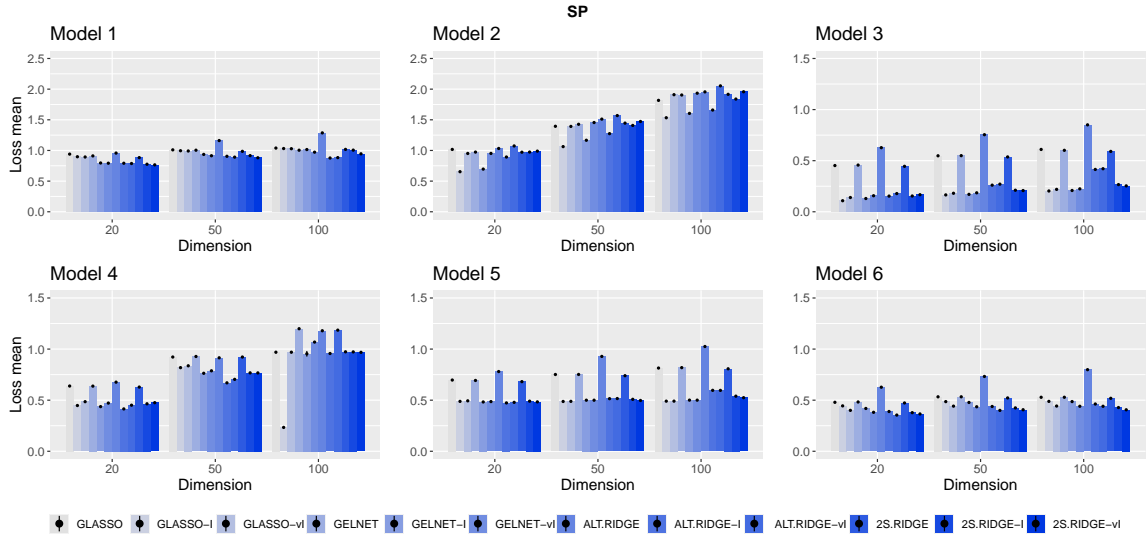 SP
Model 1
Model 2
Model 3
Loss mean
2.5
2.0
1.5
1.0
0.5
0.0
20 50 100
Dimension
2.5
2.0
1.5
1.0
0.5
0.0
20 50 100
Dimension
1.5
1.0
0.5
0.0
20 50 100
Dimension
Model 4
Model 5
Model 6
Loss mean
1.5
1.0
0.5
0.0
20 50 100
Dimension
1.5
1.0
0.5
0.0
20 50 100
Dimension
1.5
1.0
0.5
0.0
20 50 100
Dimension
GLASSO GLASSO−I GLASSO−vI GELNET GELNET−I GELNET−vI ALT.RIDGE ALT.RIDGE−I ALT.RIDGE−vI 2S.RIDGE 2S.RIDGE−I 2S.RIDGE−vI